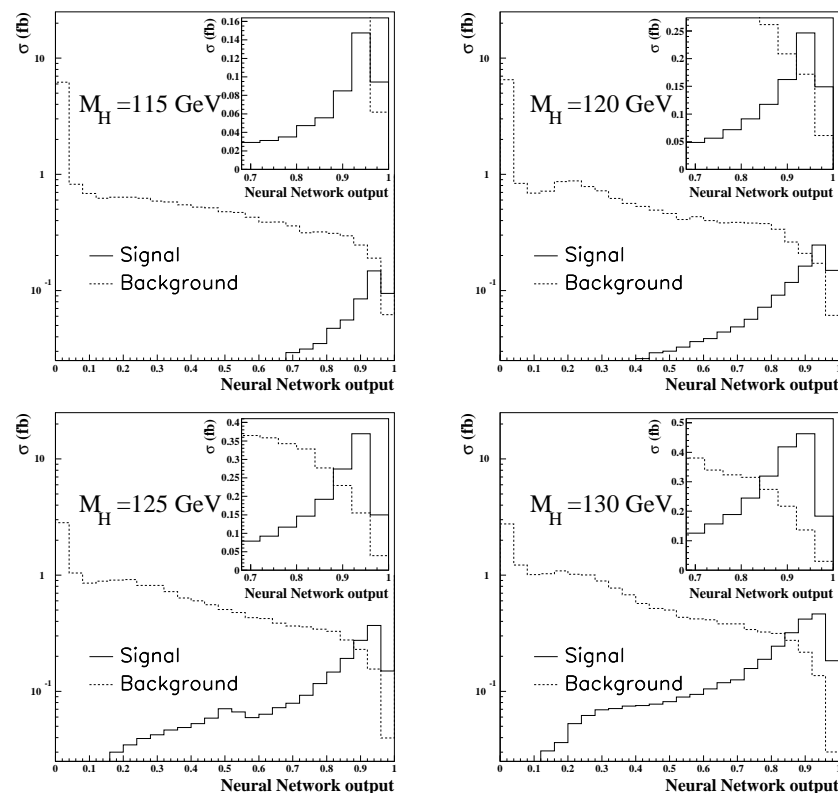 σ (fb)
10
1
10⁻¹
M_H =115 GeV
Signal
Background
0 0.1 0.2 0.3 0.4 0.5 0.6 0.7 0.8 0.9 1
Neural Network output
σ (fb)
0.16
0.14
0.12
0.1
0.08
0.06
0.04
0.02
0
0.7 0.8 0.9 1
Neural Network output
σ (fb)
10
1
10⁻¹
M_H =120 GeV
Signal
Background
0 0.1 0.2 0.3 0.4 0.5 0.6 0.7 0.8 0.9 1
Neural Network output
σ (fb)
0.25
0.2
0.15
0.1
0.05
0
0.7 0.8 0.9 1
Neural Network output
σ (fb)
10
1
10⁻¹
M_H =125 GeV
Signal
Background
0 0.1 0.2 0.3 0.4 0.5 0.6 0.7 0.8 0.9 1
Neural Network output
σ (fb)
0.4
0.35
0.3
0.25
0.2
0.15
0.1
0.05
0
0.7 0.8 0.9 1
Neural Network output
σ (fb)
10
1
10⁻¹
M_H =130 GeV
Signal
Background
0 0.1 0.2 0.3 0.4 0.5 0.6 0.7 0.8 0.9 1
Neural Network output
σ (fb)
0.5
0.4
0.3
0.2
0.1
0
0.7 0.8 0.9 1
Neural Network output